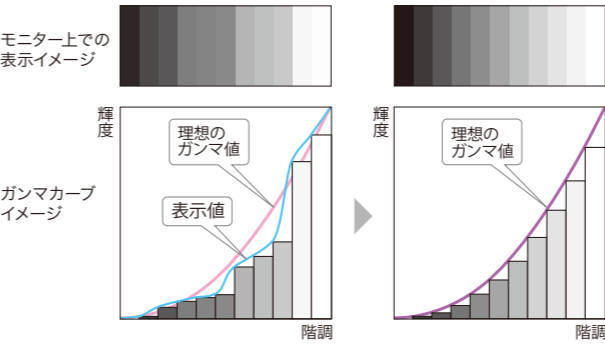 モニター上での
表示イメージ
輝度
理想の
ガンマ値
表示値
ガンマカーブ
イメージ
階調
輝度
理想の
ガンマ値
階調